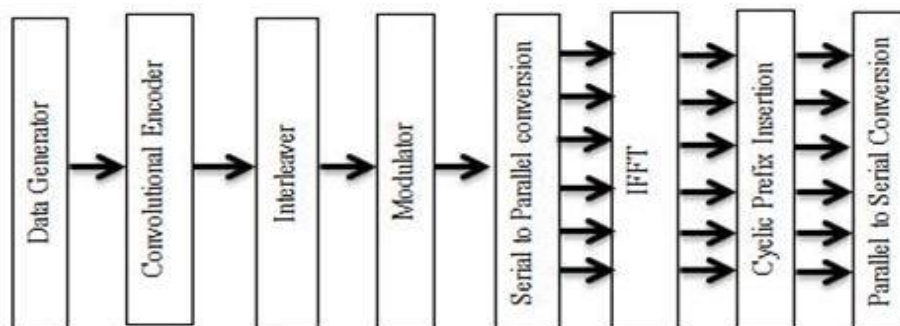 Data Generator
Convolutional Encoder
Interleaver
Modulator
Serial to Parallel conversion
IFFT
Cyclic Prefix Insertion
Parallel to Serial Conversion